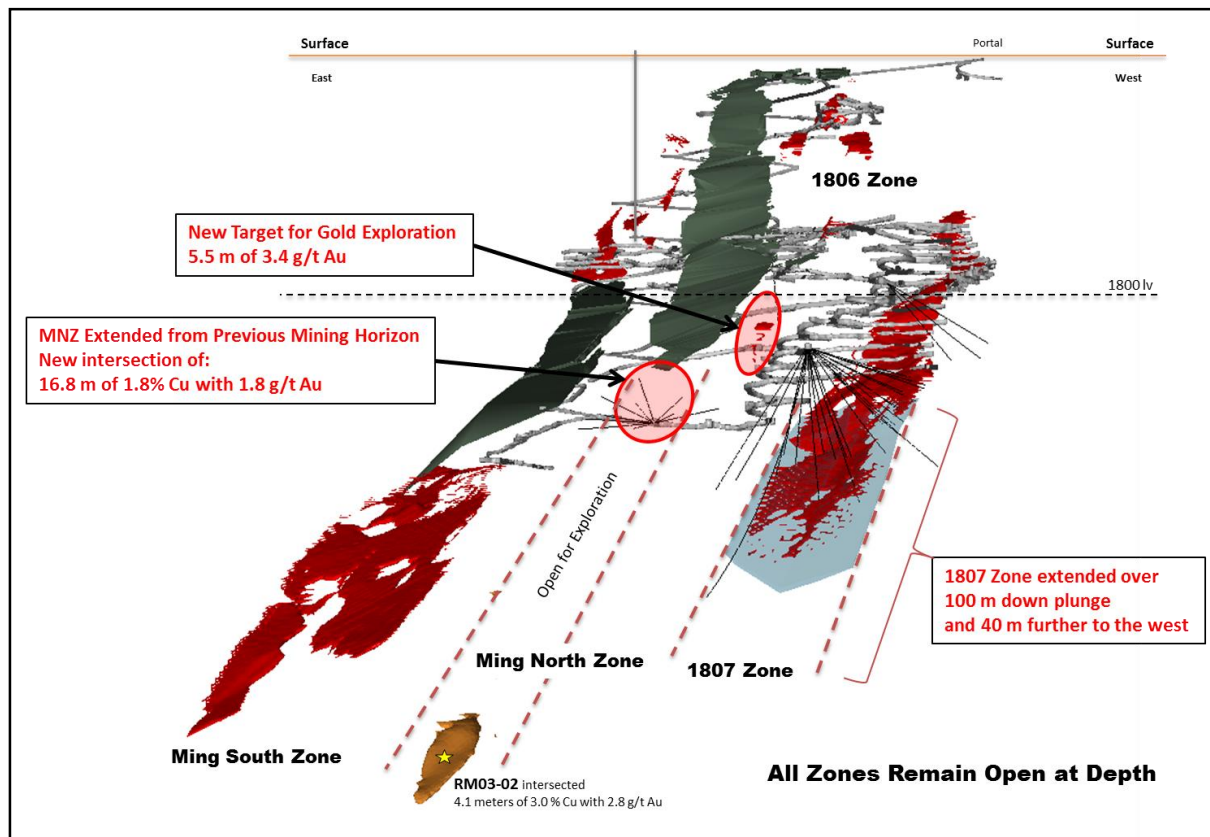 Surface
Portal
Surface
East
West
1806 Zone
New Target for Gold Exploration
5.5 m of 3.4 g/t Au
1800 lv
MNZ Extended from Previous Mining Horizon
New intersection of:
16.8 m of 1.8% Cu with 1.8 g/t Au
Open for Exploration
1807 Zone extended over
100 m down plunge
and 40 m further to the west
Ming North Zone
1807 Zone
Ming South Zone
All Zones Remain Open at Depth
RM03-02 intersected
4.1 meters of 3.0 % Cu with 2.8 g/t Au